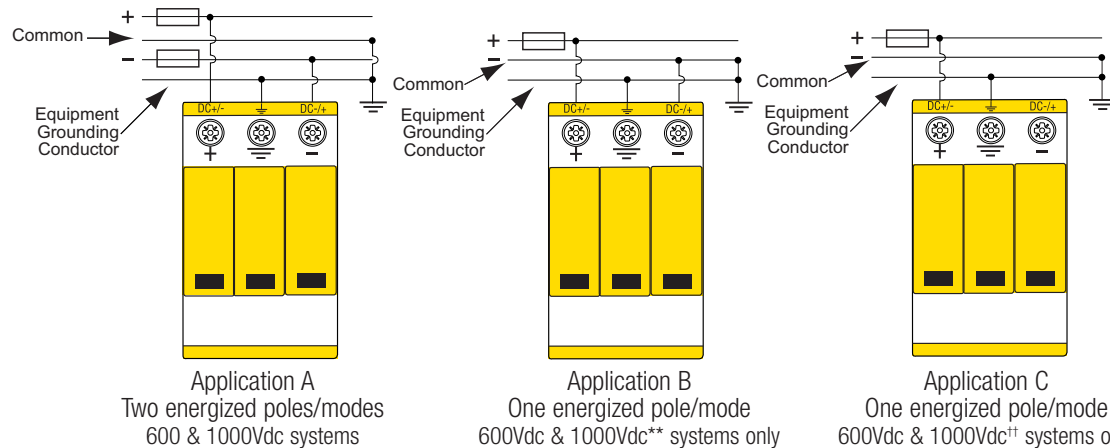 +
Common
−
Equipment
Grounding
Conductor
DC+/-
DC-/+
+
−
Application A
Two energized poles/modes
600 & 1000Vdc systems
+
−
Common
Equipment
Grounding
Conductor
DC+/-
DC-/+
+
−
Application B
One energized pole/mode
600Vdc & 1000Vdc** systems only
+
−
Common
Equipment
Grounding
Conductor
DC+/-
DC-/+
+
−
Application C
One energized pole/mode
600Vdc & 1000Vdc†† systems o